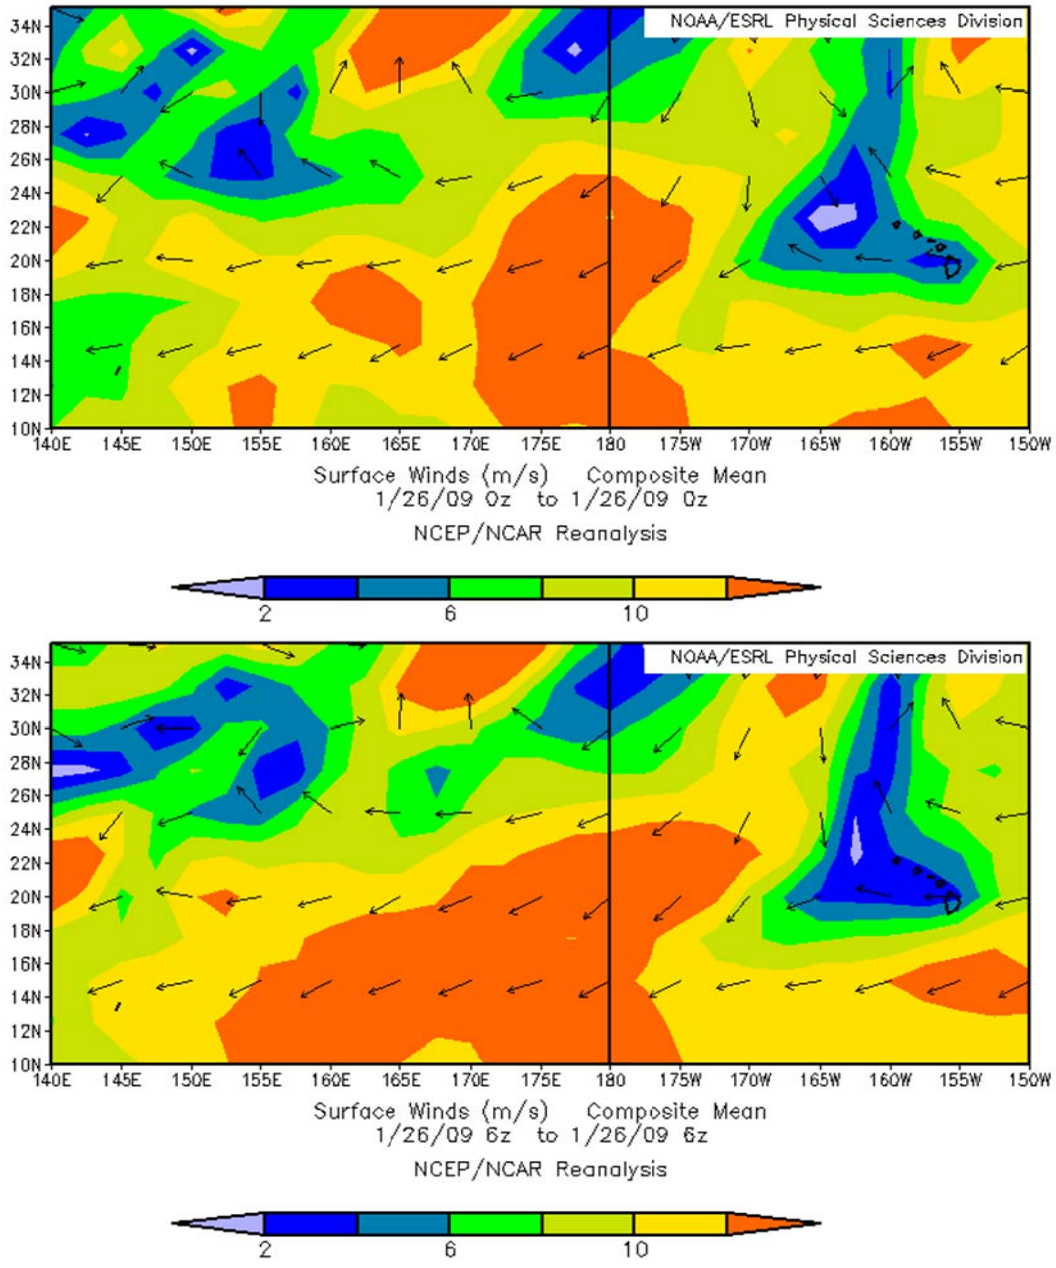 NOAA/ESRL Physical Sciences Division
34N
32N
30N
28N
26N
24N
22N
20N
18N
16N
14N
12N
10N
140E 145E 150E 155E 160E 165E 170E 175E 180 175W 170W 165W 160W 155W 150W
Surface Winds (m/s) Composite Mean
1/26/09 0z to 1/26/09 0z
NCEP/NCAR Reanalysis
2 6 10
NOAA/ESRL Physical Sciences Division
34N
32N
30N
28N
26N
24N
22N
20N
18N
16N
14N
12N
10N
140E 145E 150E 155E 160E 165E 170E 175E 180 175W 170W 165W 160W 155W 150W
Surface Winds (m/s) Composite Mean
1/26/09 6z to 1/26/09 6z
NCEP/NCAR Reanalysis
2 6 10